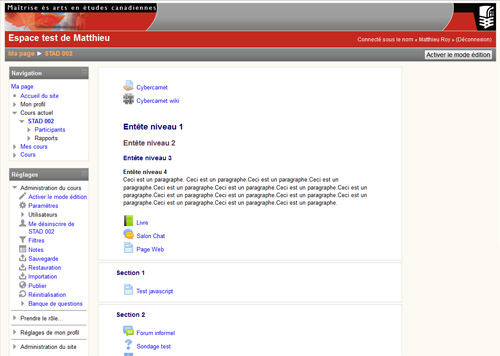 Maîtrise ès arts en études canadiennes
Espace test de Matthieu
Connecté sous le nom « Matthieu Roy » (Déconnexion)
Ma page ► STAD 002
Activer le mode édition
Navigation
Ma page
Accueil du site
Mon profil
Cours actuel
STAD 002
Participants
Rapports
Mes cours
Cours
Réglages
Administration du cours
Activer le mode édition
Paramètres
Utilisateurs
Me désinscrire de
STAD 002
Filtres
Notes
Sauvegarde
Restauration
Importation
Publier
Réinitialisation
Banque de questions
Prendre le rôle...
Réglages de mon profil
Administration du site
Cybercarnet
Cybercarnet wiki
Entête niveau 1
Entête niveau 2
Entête niveau 3
Entête niveau 4
Ceci est un paragraphe. Ceci est un paragraphe.Ceci est un paragraphe.Ceci est un
paragraphe.Ceci est un paragraphe.Ceci est un paragraphe.Ceci est un paragraphe.Ceci est un
paragraphe.Ceci est un paragraphe.Ceci est un paragraphe.Ceci est un paragraphe.Ceci est un
paragraphe.Ceci est un paragraphe.Ceci est un paragraphe.Ceci est un paragraphe.
Livre
Salon Chat
Page Web
Section 1
Test javascript
Section 2
Forum informel
Sondage test